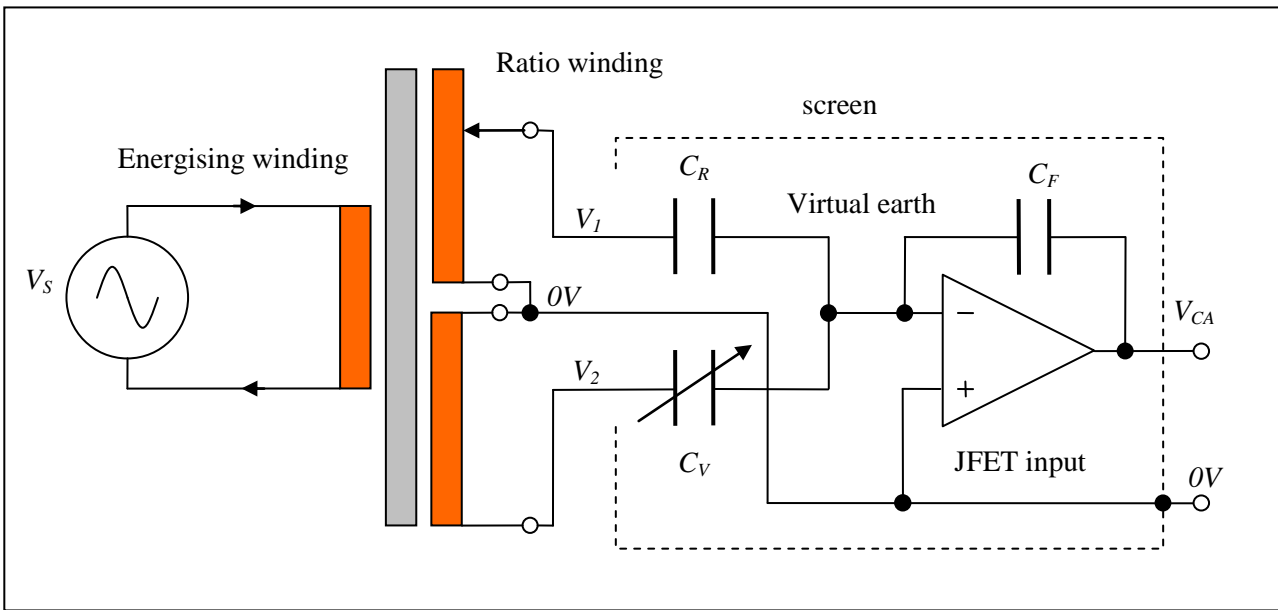 Ratio winding
screen
Energising winding
C_R
C_F
Virtual earth
V_1
V_S
0V
V_CA
−
V_2
+
JFET input
C_V
0V